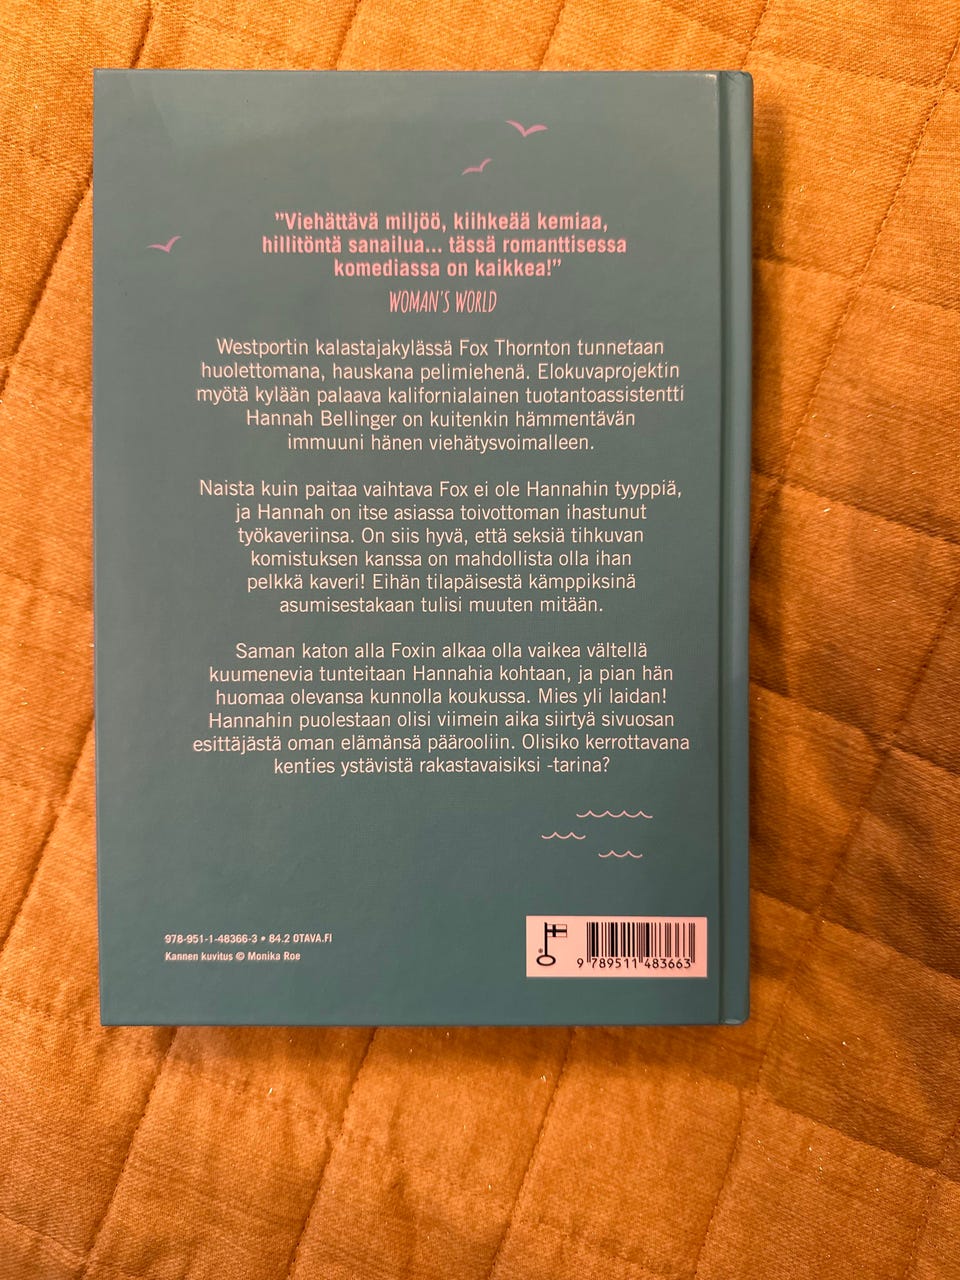 ”Viehättävä miljöö, kiihkeää kemiaa,
hillitöntä sanailua... tässä romanttisessa
komediassa on kaikkea!”
WOMAN'S WORLD
Westportin kalastajakylässä Fox Thornton tunnetaan
huolettomana, hauskana pelimiehenä. Elokuvaprojektin
myötä kylään palaava kalifornialainen tuotantoassistentti
Hannah Bellinger on kuitenkin hämmentävän
immuuni hänen viehätysvoimalleen.
Naista kuin paitaa vaihtava Fox ei ole Hannahin tyyppiä,
ja Hannah on itse asiassa toivottoman ihastunut
työkaveriinsa. On siis hyvä, että seksiä tihkuvan
komistuksen kanssa on mahdollista olla ihan
pelkkä kaveri! Eihän tilapäisestä kämppiksinä
asumisestakaan tulisi muuten mitään.
Saman katon alla Foxin alkaa olla vaikea vältellä
kuumenevia tunteitaan Hannahia kohtaan, ja pian hän
huomaa olevansa kunnolla koukussa. Mies yli laidan!
Hannahin puolestaan olisi viimein aika siirtyä sivuosan
esittäjästä oman elämänsä päärooliin. Olisiko kerrottavana
kenties ystävistä rakastavaisiksi -tarina?
978-951-1-48366-3 • 84.2 OTAVA.FI
Kannen kuvitus © Monika Roe
9 789511 483663